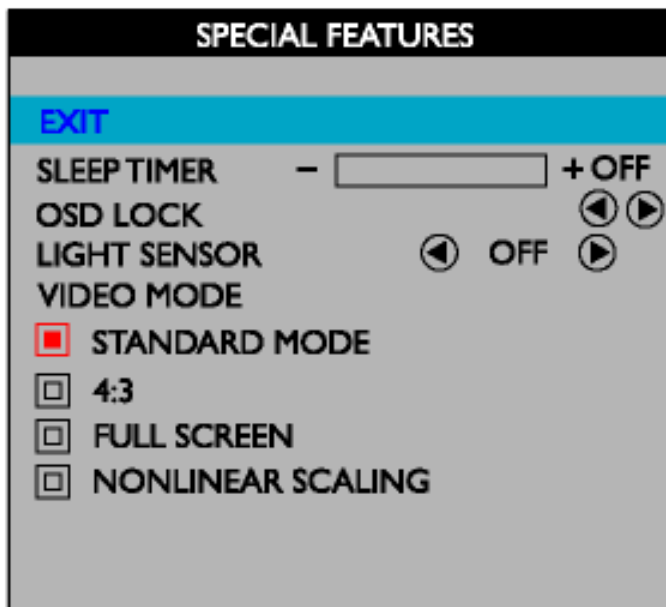 SPECIAL FEATURES
EXIT
SLEEP TIMER - + OFF
OSD LOCK
LIGHT SENSOR OFF
VIDEO MODE
STANDARD MODE
4:3
FULL SCREEN
NONLINEAR SCALING